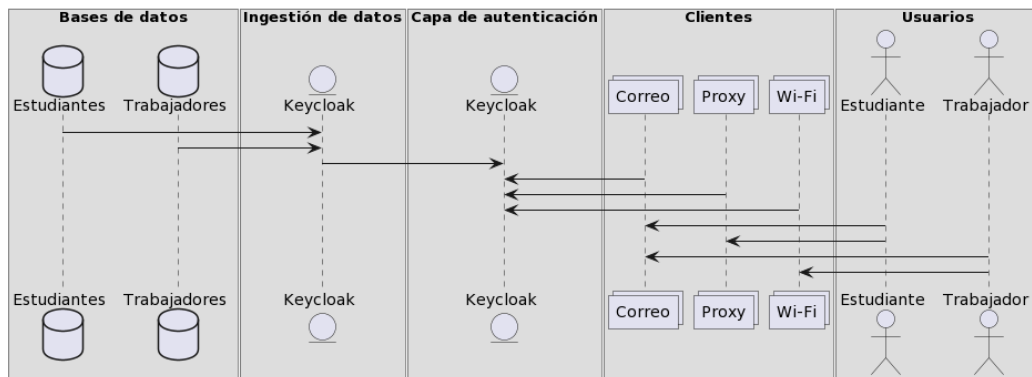 Bases de datos Ingestión de datos Capa de autenticación Clientes Usuarios
Estudiantes Trabajadores Keycloak Keycloak Correo Proxy Wi-Fi Estudiante Trabajador
Estudiantes Trabajadores Keycloak Keycloak Correo Proxy Wi-Fi Estudiante Trabajador